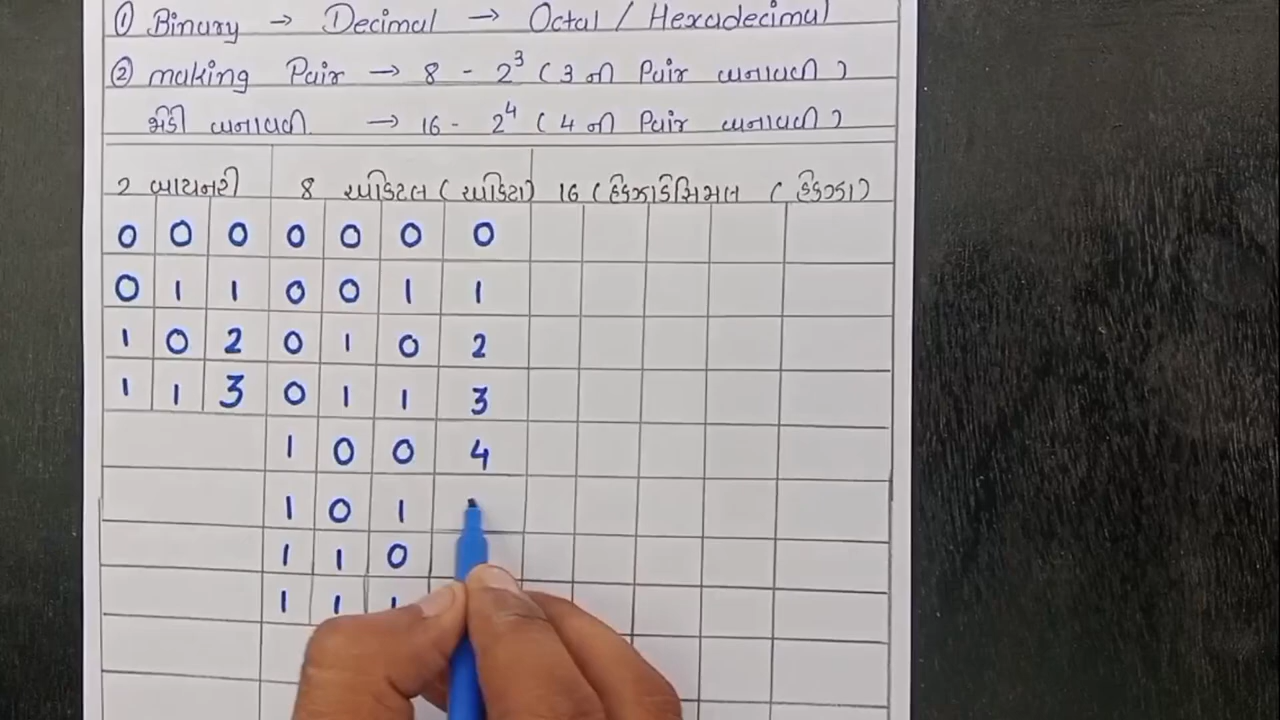 ① Binary → Decimal → Octal / Hexadecimal
② making Pair → 8 - 2³ ( 3 ની Pair બનાવવી )
જોડી બનાવવી → 16 - 2⁴ ( 4 ની Pair બનાવવી )
2 બાયનરી 8 ઓક્ટિલ ( ઓક્ટિા) 16 ( હેક્ઝાડેસિમલ ( હેક્ઝા)
0 0 0 0 0 0 0
0 1 1 0 0 1 1
1 0 2 0 1 0 2
1 1 3 0 1 1 3
1 0 0 4
1 0 1
1 1 0
1 1 1